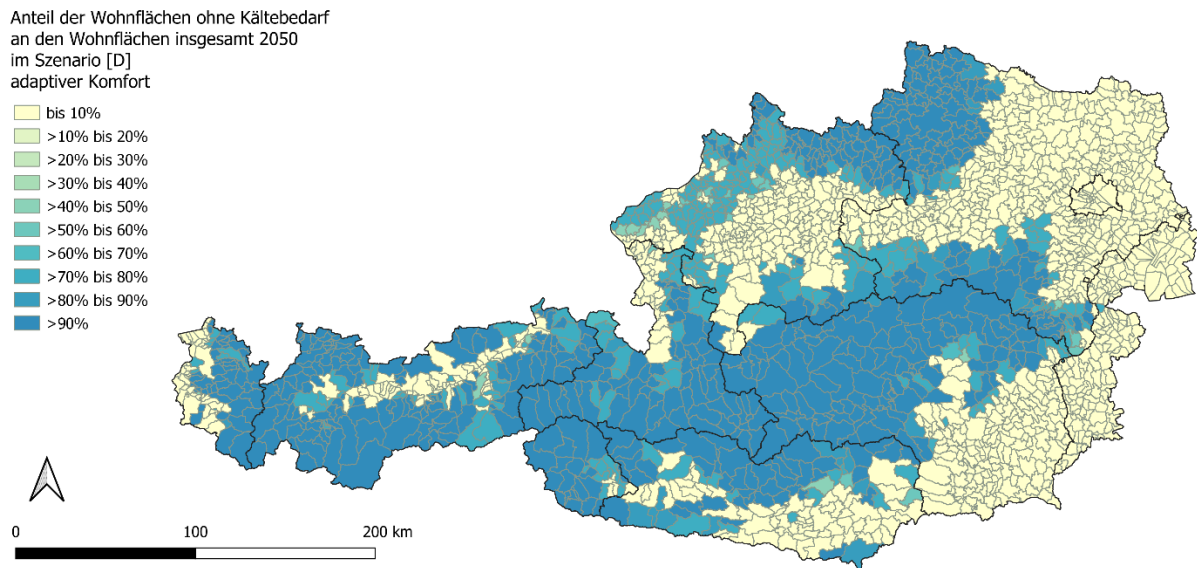 Anteil der Wohnflächen ohne Kältebedarf
an den Wohnflächen insgesamt 2050
im Szenario [D]
adaptiver Komfort
bis 10%
>10% bis 20%
>20% bis 30%
>30% bis 40%
>40% bis 50%
>50% bis 60%
>60% bis 70%
>70% bis 80%
>80% bis 90%
>90%
0 100 200 km